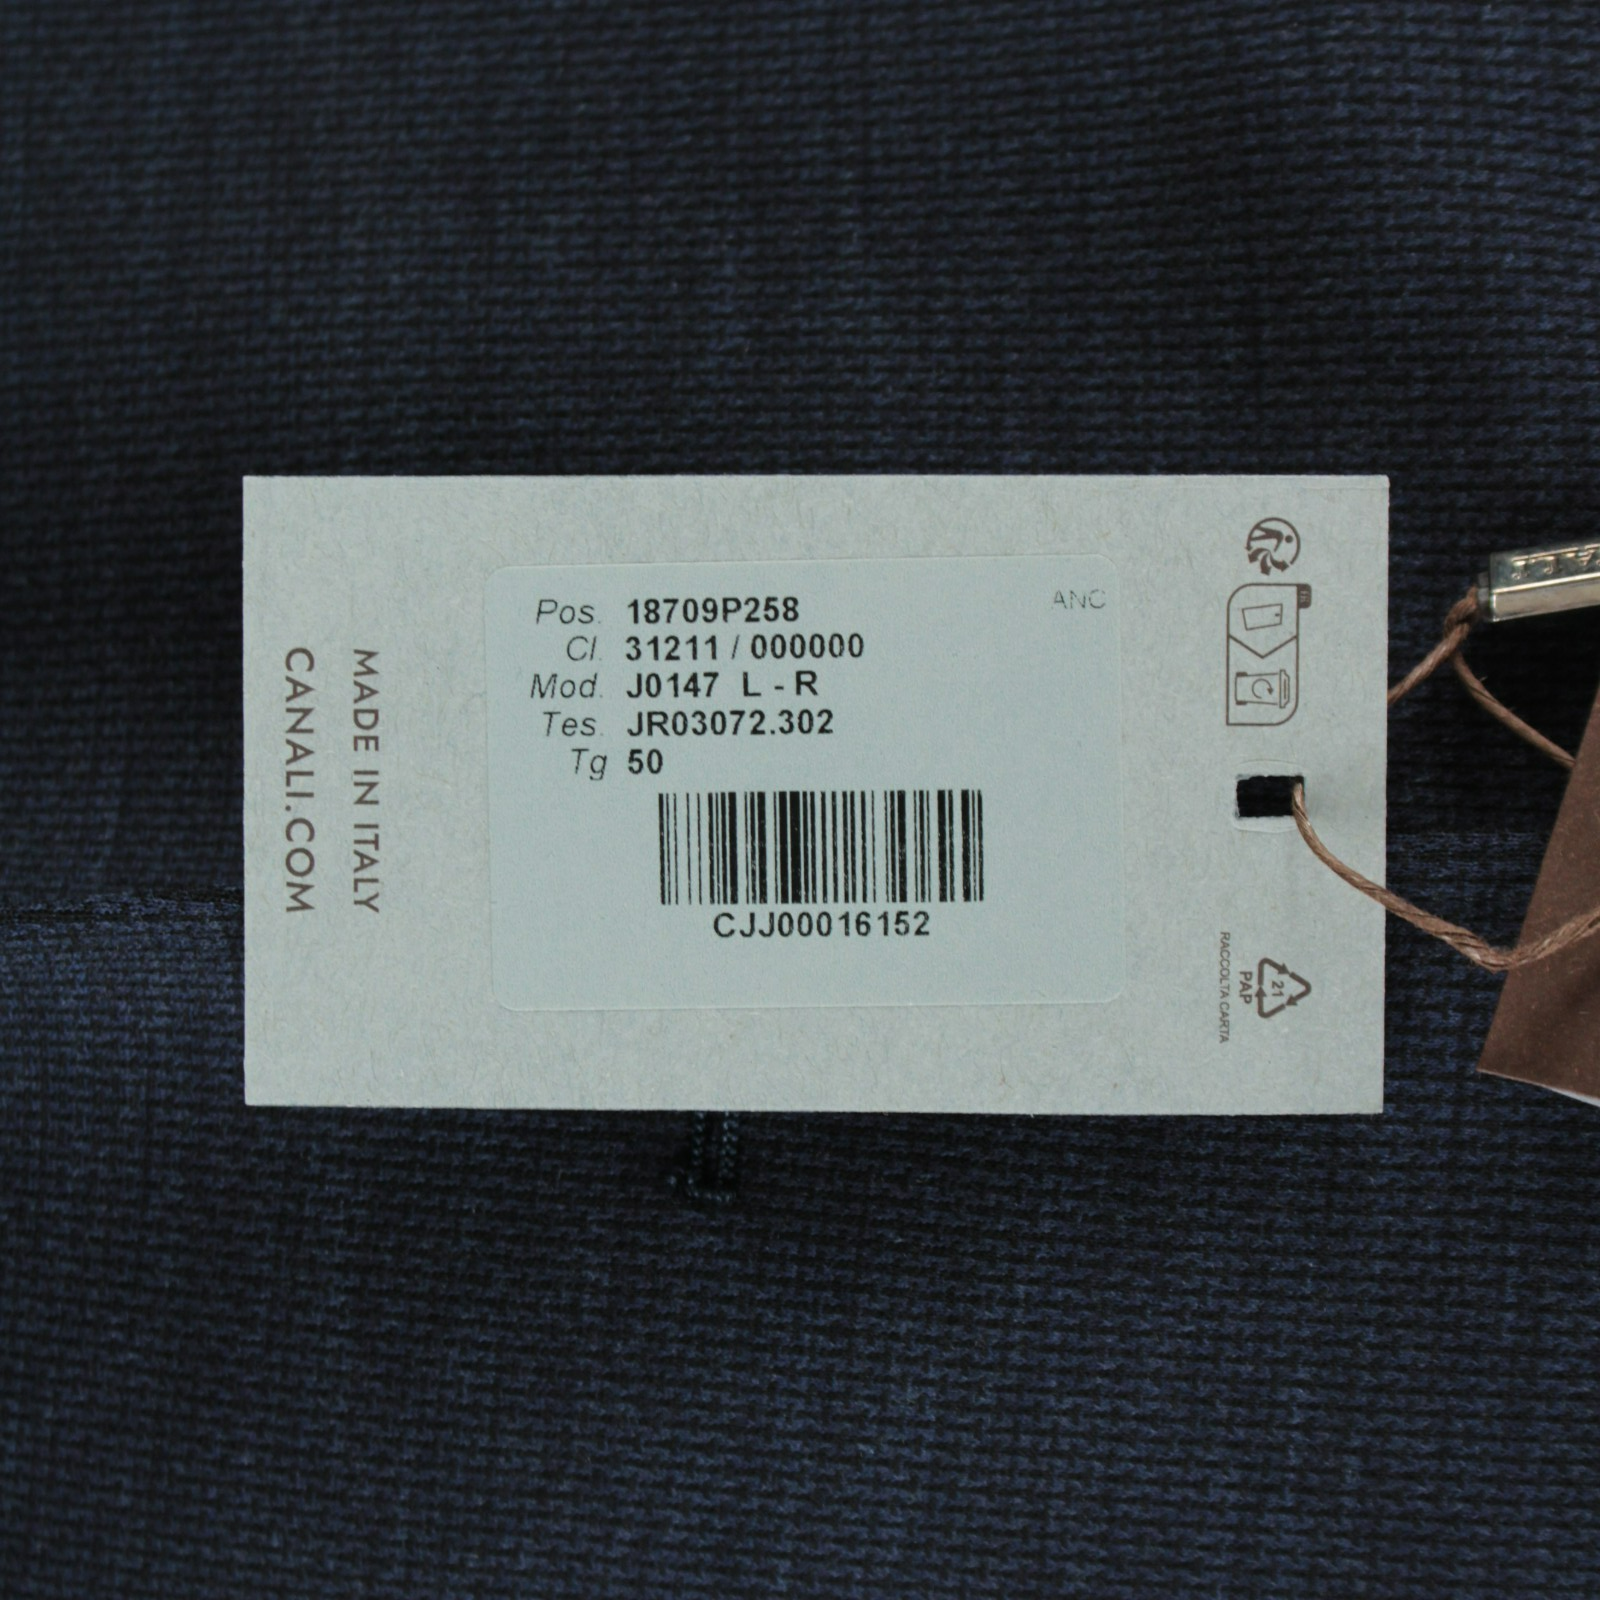 Pos. 18709P258
ANC
Cl. 31211 / 000000
Mod. J0147 L - R
Tes. JR03072.302
Tg 50
CJJ00016152
MADE IN ITALY
CANALI.COM
FR
21
PAP
RACCOLTA CARTA